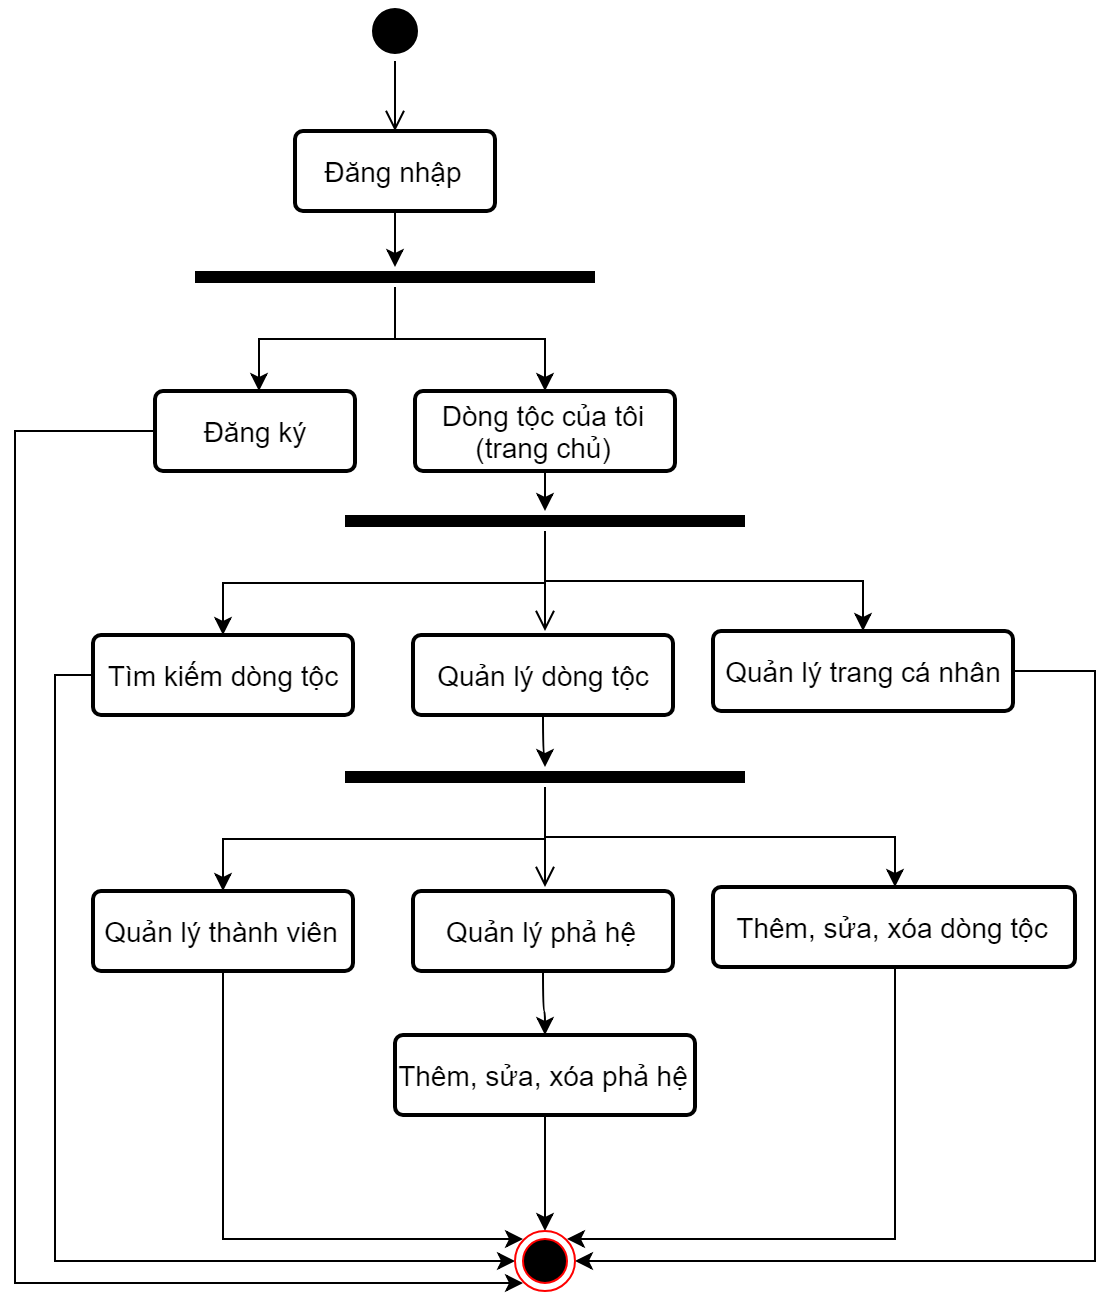 Đăng nhập
Đăng ký
Dòng tộc của tôi
(trang chủ)
Tìm kiếm dòng tộc
Quản lý dòng tộc
Quản lý trang cá nhân
Quản lý thành viên
Quản lý phả hệ
Thêm, sửa, xóa dòng tộc
Thêm, sửa, xóa phả hệ